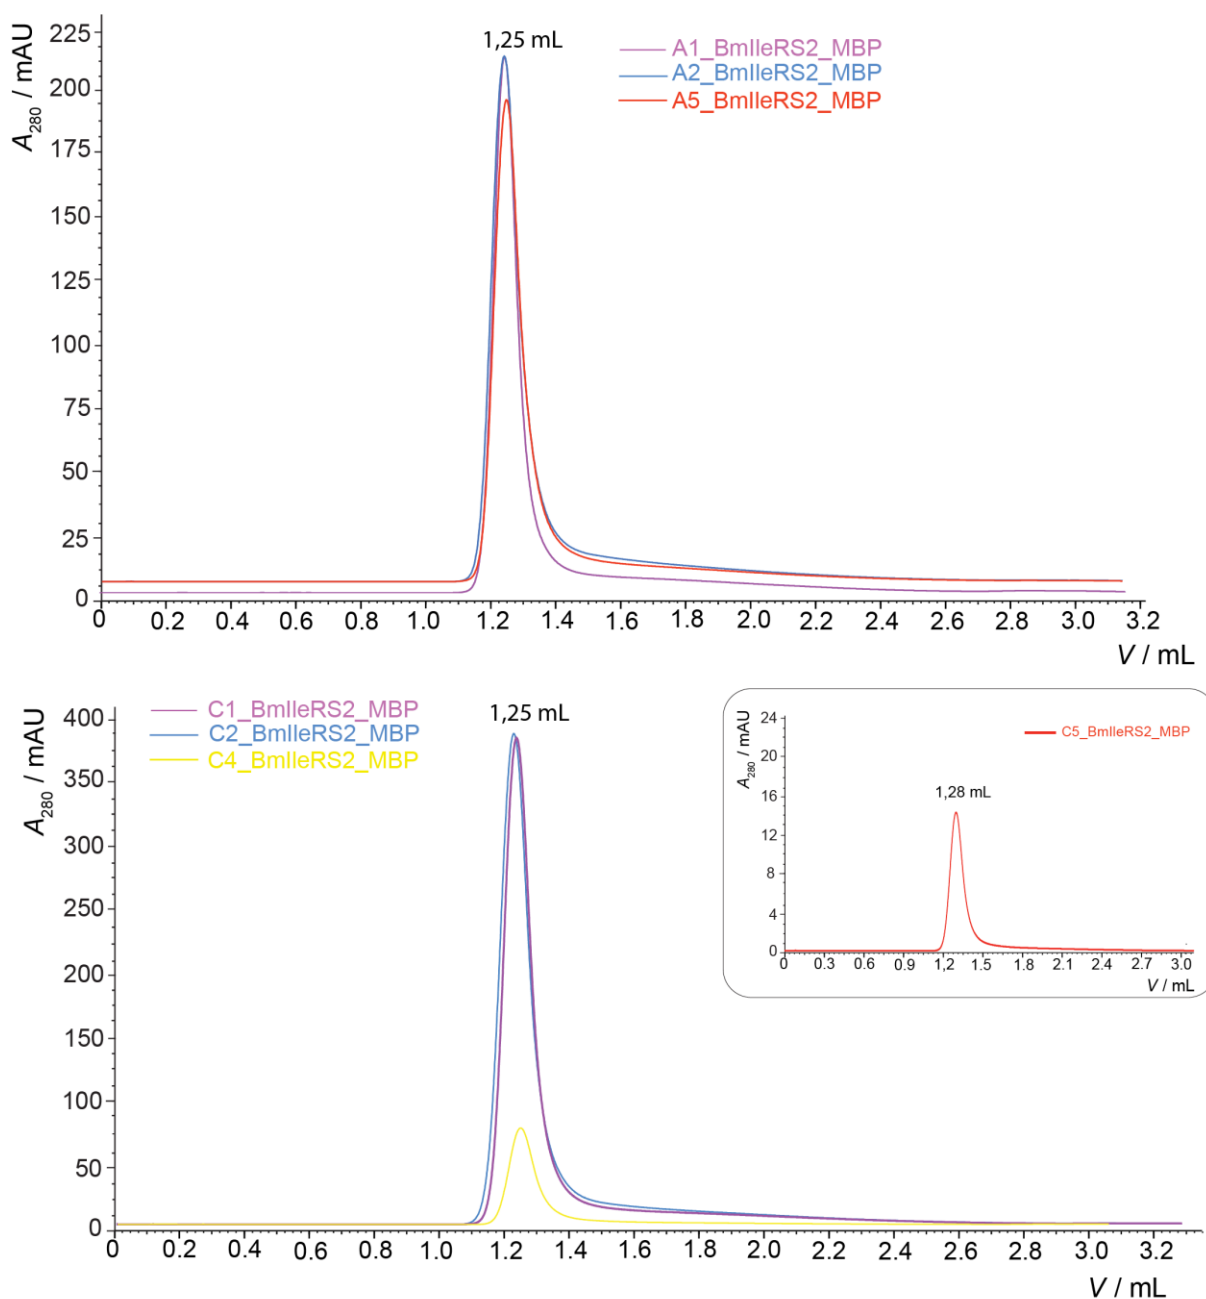 1,25 mL
A1_BmIleRS2_MBP
A2_BmIleRS2_MBP
A5_BmIleRS2_MBP
A280 / mAU
225
200
175
150
125
100
75
50
25
0
0 0.2 0.4 0.6 0.8 1.0 1.2 1.4 1.6 1.8 2.0 2.2 2.4 2.6 2.8 3.0 3.2
V / mL
C1_BmIleRS2_MBP
C2_BmIleRS2_MBP
C4_BmIleRS2_MBP
1,25 mL
A280 / mAU
400
350
300
250
200
150
100
50
0
0 0.2 0.4 0.6 0.8 1.0 1.2 1.4 1.6 1.8 2.0 2.2 2.4 2.6 2.8 3.0 3.2
V / mL
C5_BmIleRS2_MBP
1,28 mL
A280 / mAU
24
20
16
12
8
4
0
0 0.3 0.6 0.9 1,2 1.5 1.8 2.1 2.4 2.7 3.0
V / mL